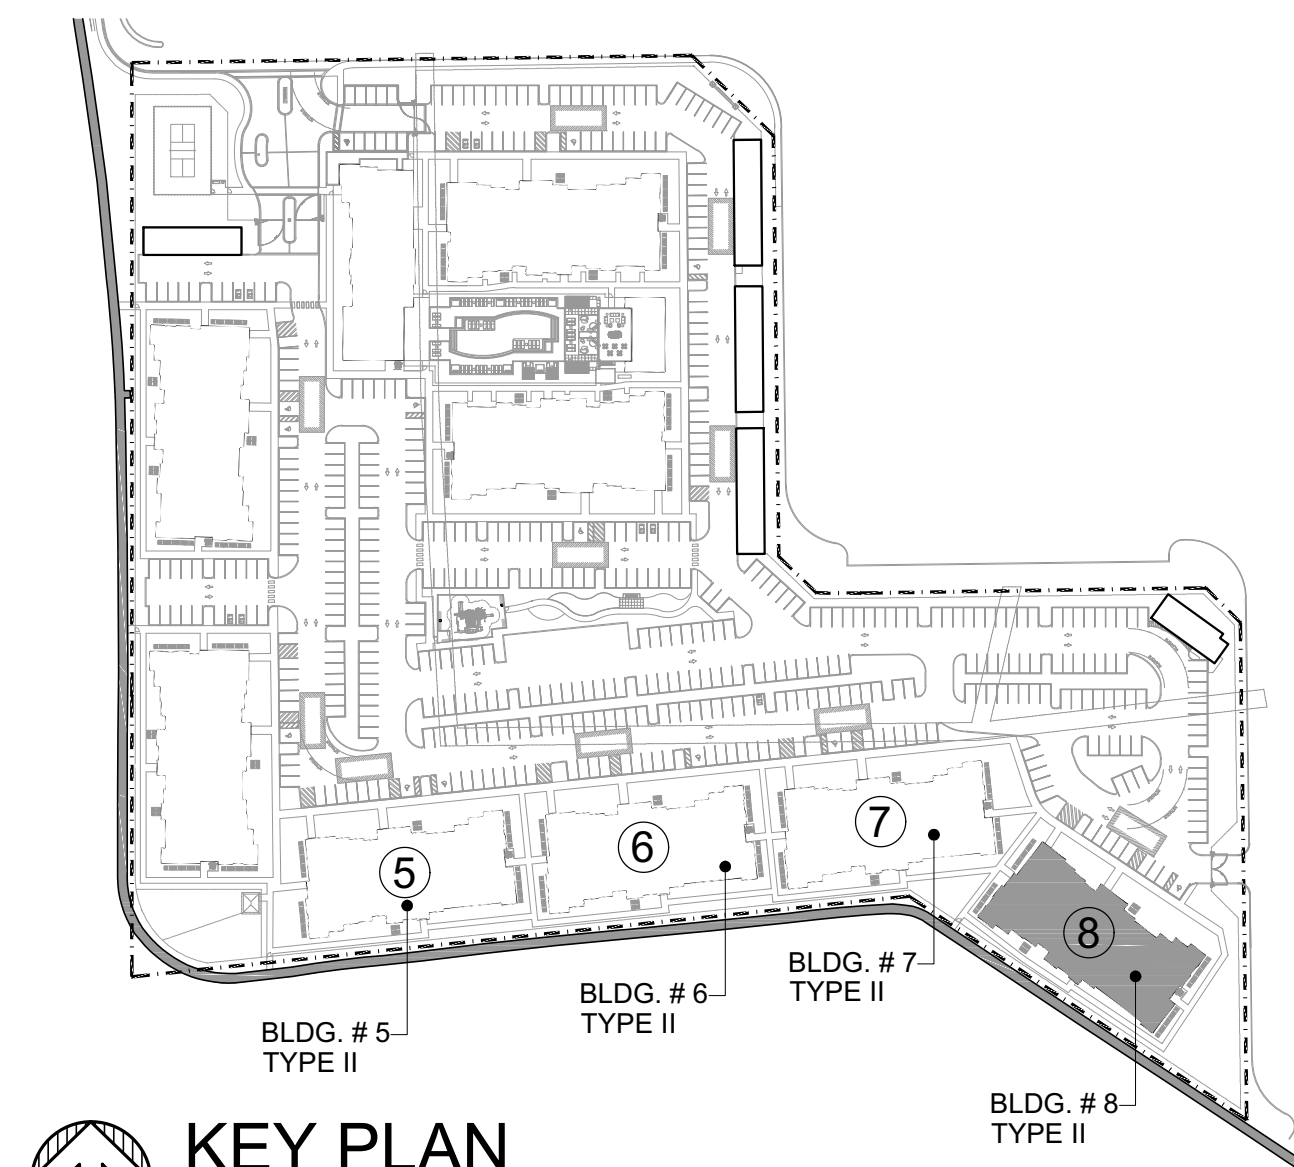 7
6
5
8
BLDG. # 7
TYPE II
BLDG. # 6
TYPE II
BLDG. # 5
TYPE II
BLDG. # 8
TYPE II
KEY PLAN